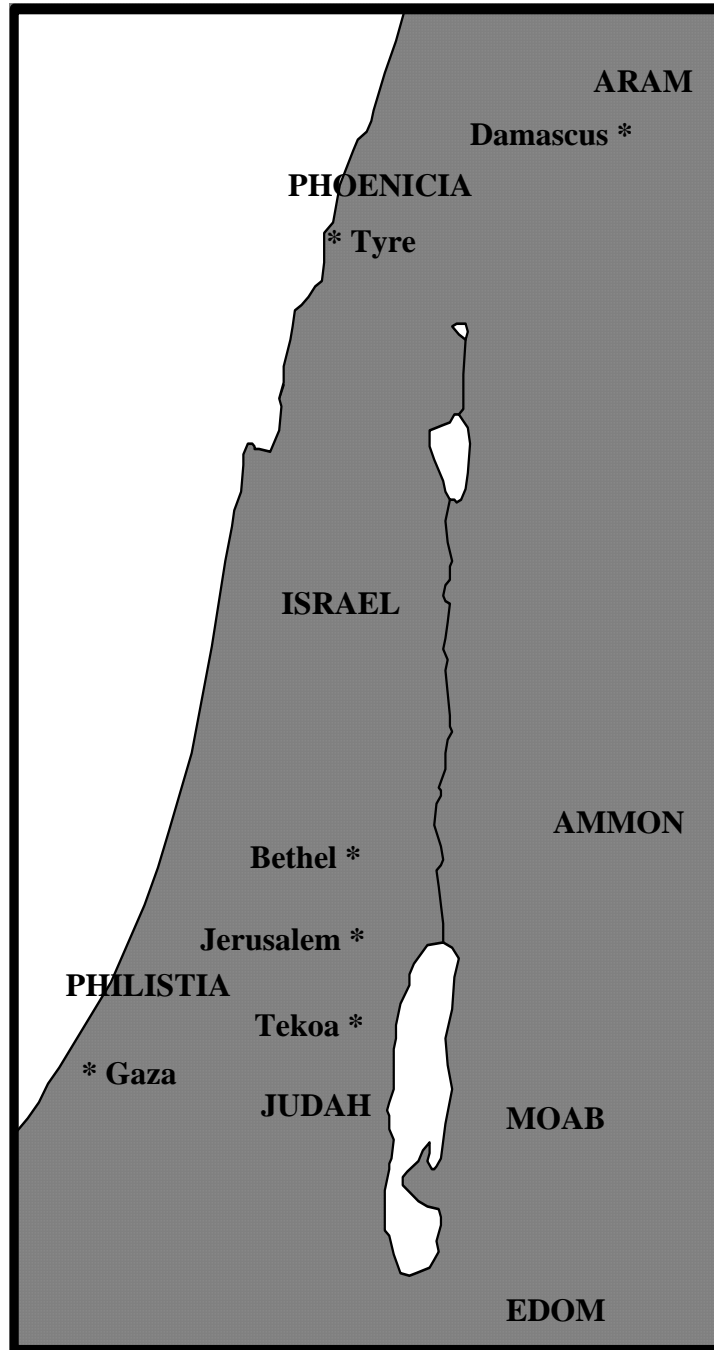 ARAM
Damascus *
PHOENICIA
* Tyre
ISRAEL
AMMON
Bethel *
Jerusalem *
PHILISTIA
Tekoa *
* Gaza
JUDAH
MOAB
EDOM